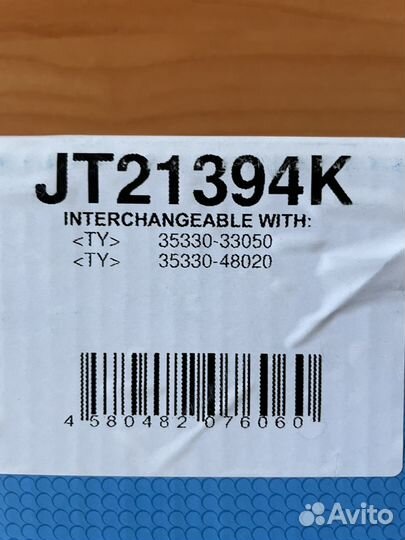 JT21394K
INTERCHANGEABLE WITH:
<TY> 35330-33050
<TY> 35330-48020
4 580482 076060
Avito